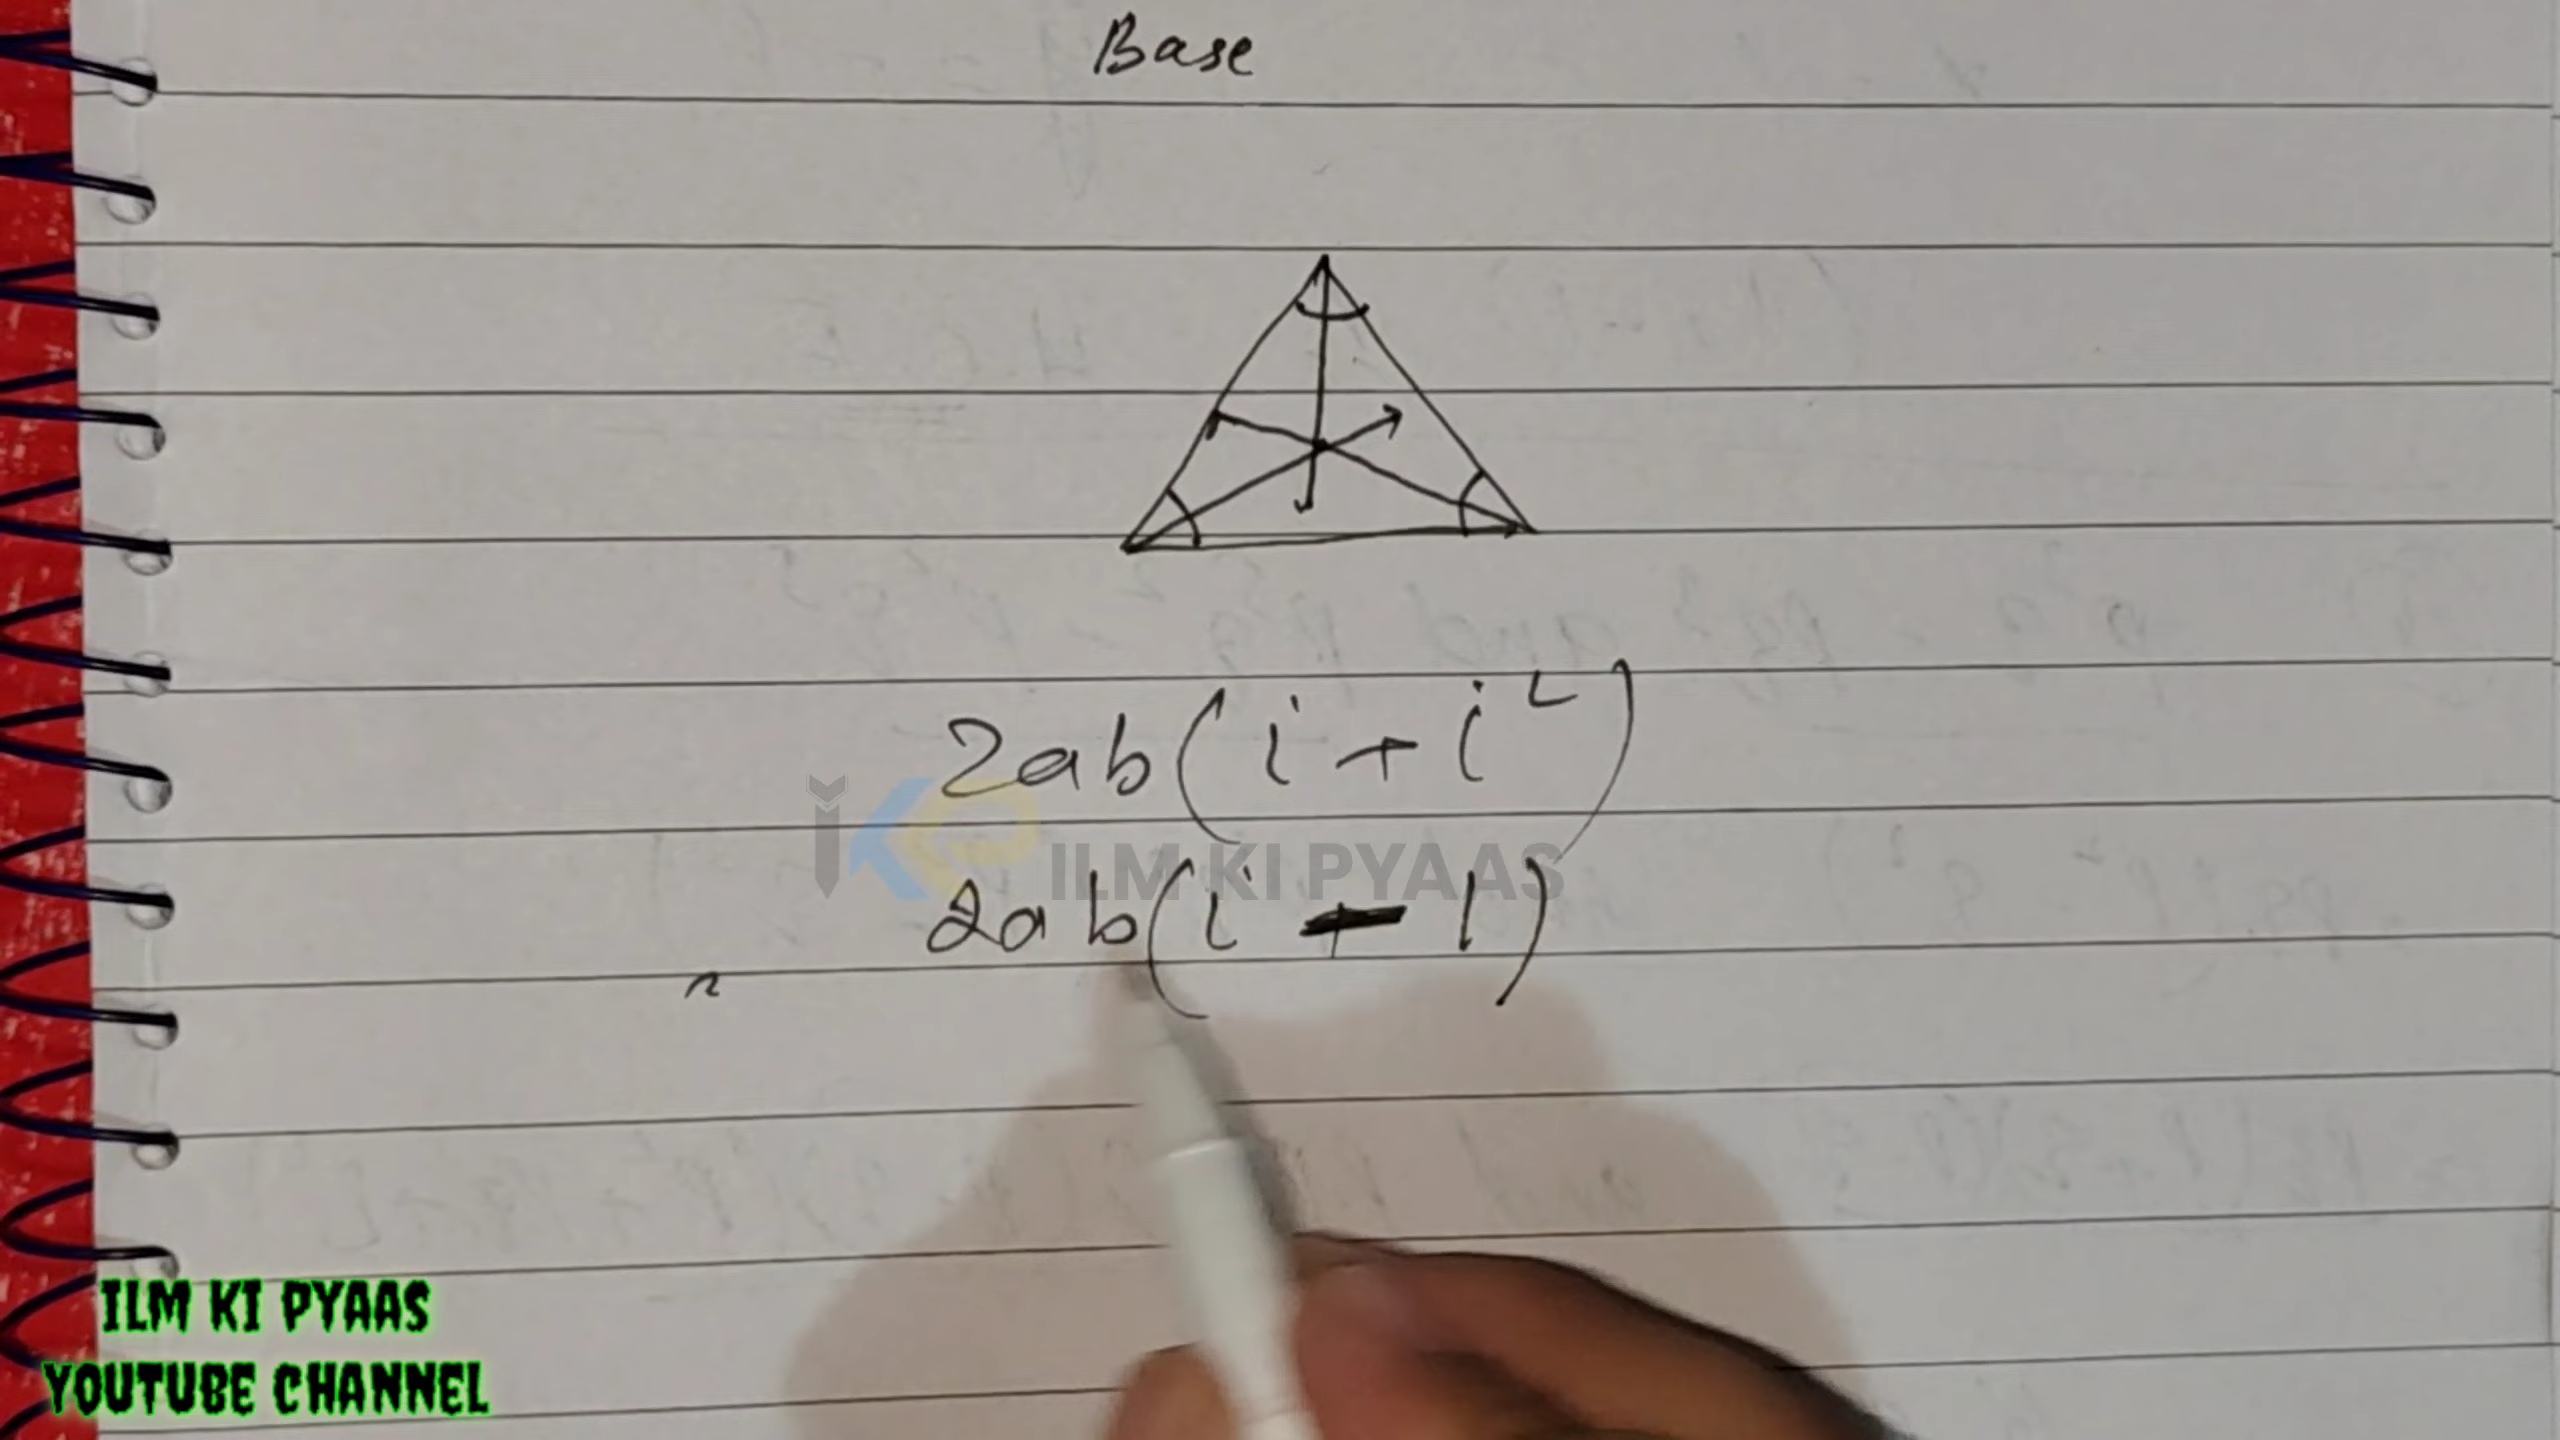 Base
2ab(i + i²)
ILM KI PYAAS
2ab(i - 1)
ILM KI PYAAS
YOUTUBE CHANNEL